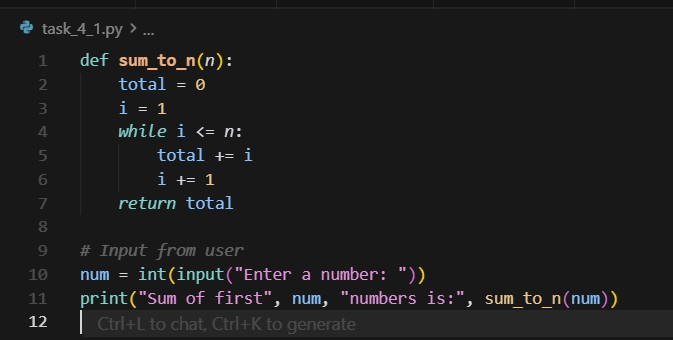 task_4_1.py > ...
1 def sum_to_n(n):
2     total = 0
3     i = 1
4     while i <= n:
5         total += i
6         i += 1
7     return total
8
9 # Input from user
10 num = int(input("Enter a number: "))
11 print("Sum of first", num, "numbers is:", sum_to_n(num))
12 Ctrl+L to chat, Ctrl+K to generate